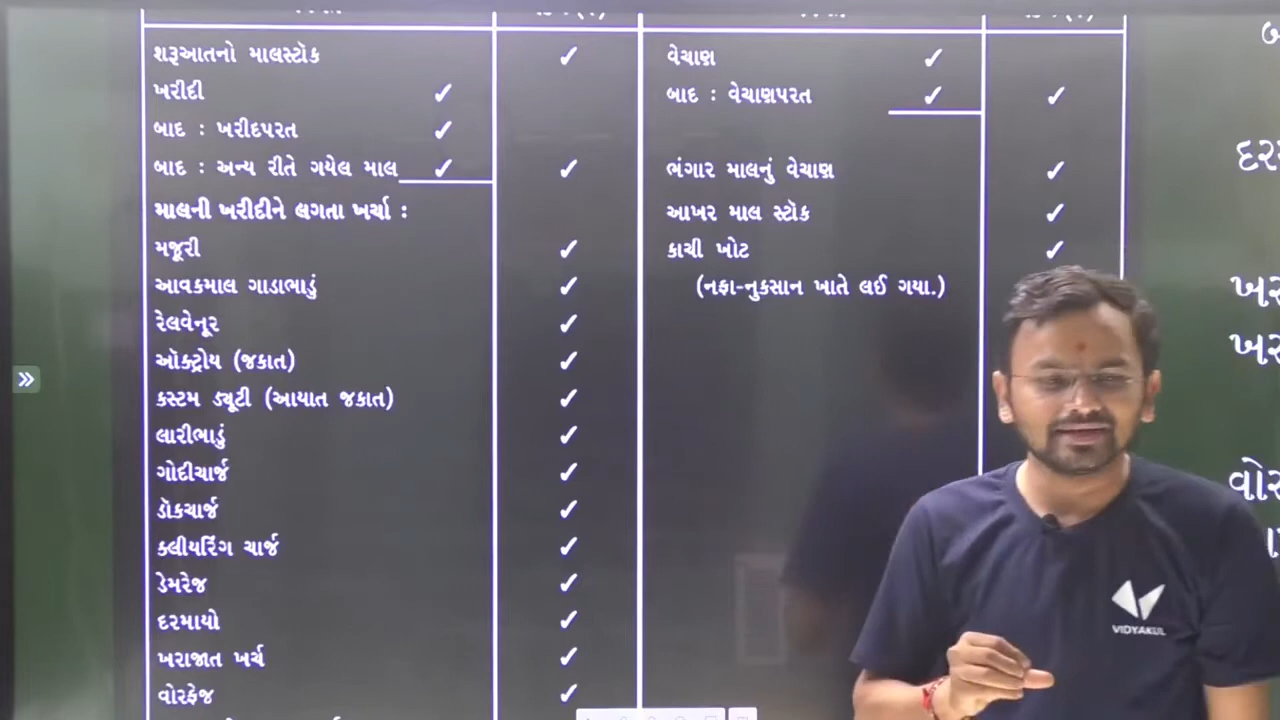 શરૂઆતનો માલસ્ટૉક ✓
ખરીદી ✓
બાદ : ખરીદપરત ✓
બાદ : અન્ય રીતે ગયેલ માલ ✓ ✓
માલની ખરીદીને લગતા ખર્ચા :
મજૂરી ✓
આવકમાલ ગાડાભાડું ✓
રેલવેનૂર ✓
ઑક્ટ્રોય (જકાત) ✓
કસ્ટમ ડ્યૂટી (આયાત જકાત) ✓
લારીભાડું ✓
ગોદીચાર્જ ✓
ડૉકચાર્જ ✓
ક્લીયરિંગ ચાર્જ ✓
ડેમરેજ ✓
દરમાયો ✓
ખરાજાત ખર્ચ ✓
વોરફેજ ✓
વેચાણ ✓
બાદ : વેચાણપરત ✓ ✓
ભંગાર માલનું વેચાણ ✓
આખર માલ સ્ટૉક ✓
કાચી ખોટ ✓
(નફા-નુકસાન ખાતે લઈ ગયા.)
VIDYAKUL